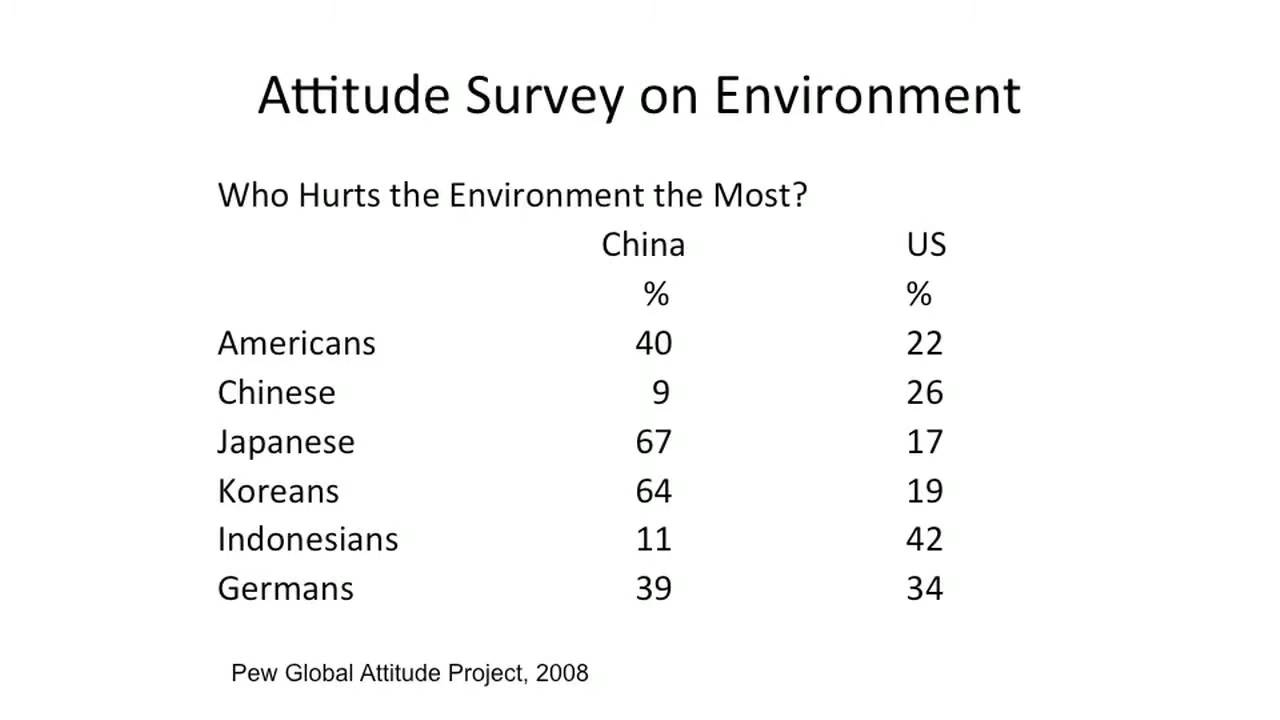 Attitude Survey on Environment
Who Hurts the Environment the Most?
China US
% %
Americans 40 22
Chinese 9 26
Japanese 67 17
Koreans 64 19
Indonesians 11 42
Germans 39 34
Pew Global Attitude Project, 2008